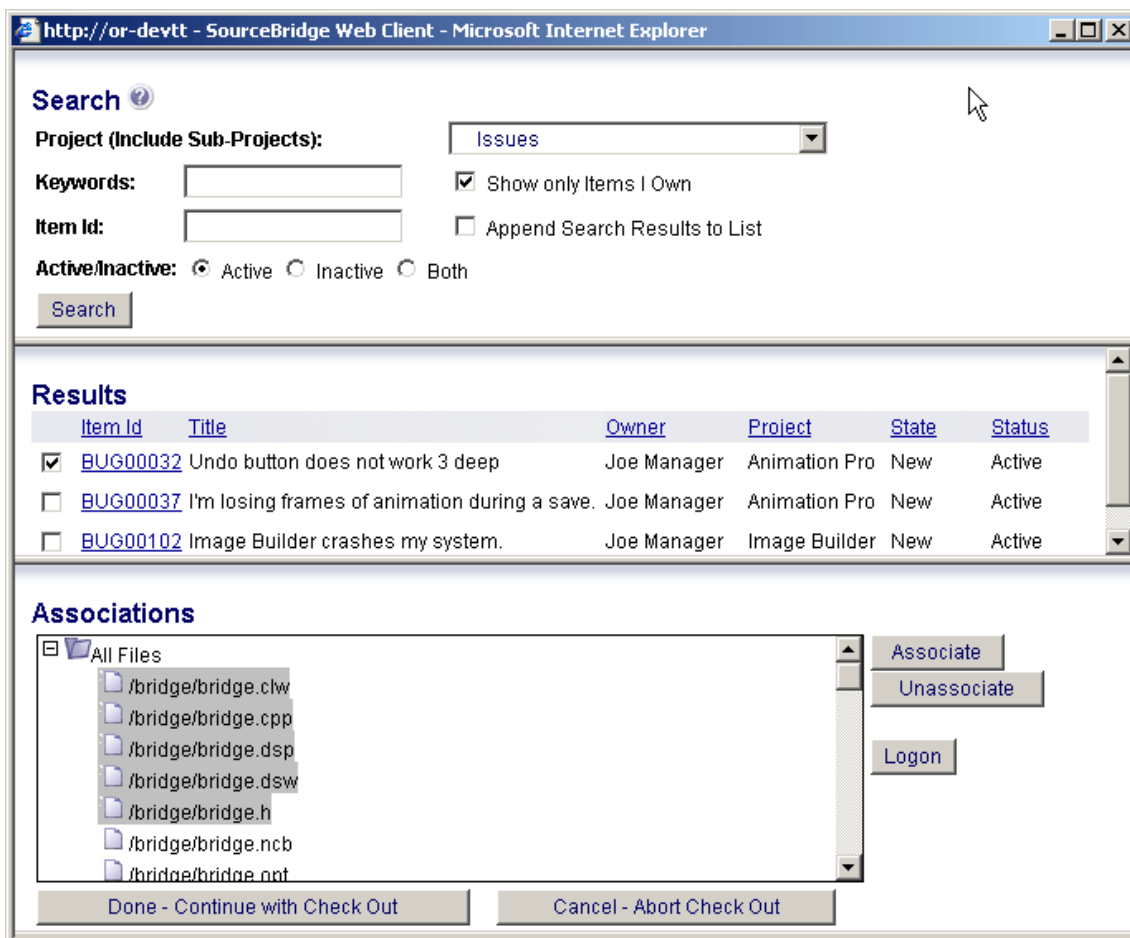 http://or-devtt - SourceBridge Web Client - Microsoft Internet Explorer
Search ?
Project (Include Sub-Projects): Issues
Keywords: Show only Items I Own
Item Id: Append Search Results to List
Active/Inactive: Active Inactive Both
Search
Results
Item Id Title Owner Project State Status
BUG00032 Undo button does not work 3 deep Joe Manager Animation Pro New Active
BUG00037 I'm losing frames of animation during a save. Joe Manager Animation Pro New Active
BUG00102 Image Builder crashes my system. Joe Manager Image Builder New Active
Associations
All Files Associate
/bridge/bridge.clw Unassociate
/bridge/bridge.cpp
/bridge/bridge.dsp Logon
/bridge/bridge.dsw
/bridge/bridge.h
/bridge/bridge.ncb
/bridge/bridge.opt
Done - Continue with Check Out Cancel - Abort Check Out